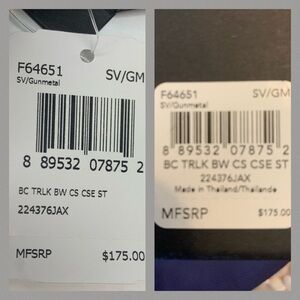 F64651 SV/GM
SV/Gunmetal
8 89532 07875 2
BC TRLK BW CS CSE ST
224376JAX
MFSRP $175.00
F64651 SV/GM
SV/Gunmetal
8 89532 07875 2
BC TRLK BW CS CSE ST
224376JAX
Made in Thailand/Thailande
MFSRP $175.00